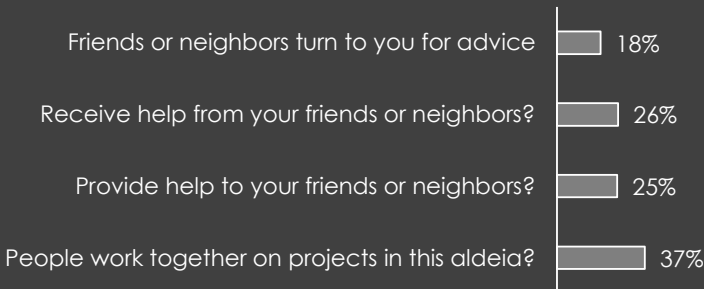 Friends or neighbors turn to you for advice 18%
Receive help from your friends or neighbors? 26%
Provide help to your friends or neighbors? 25%
People work together on projects in this aldeia? 37%